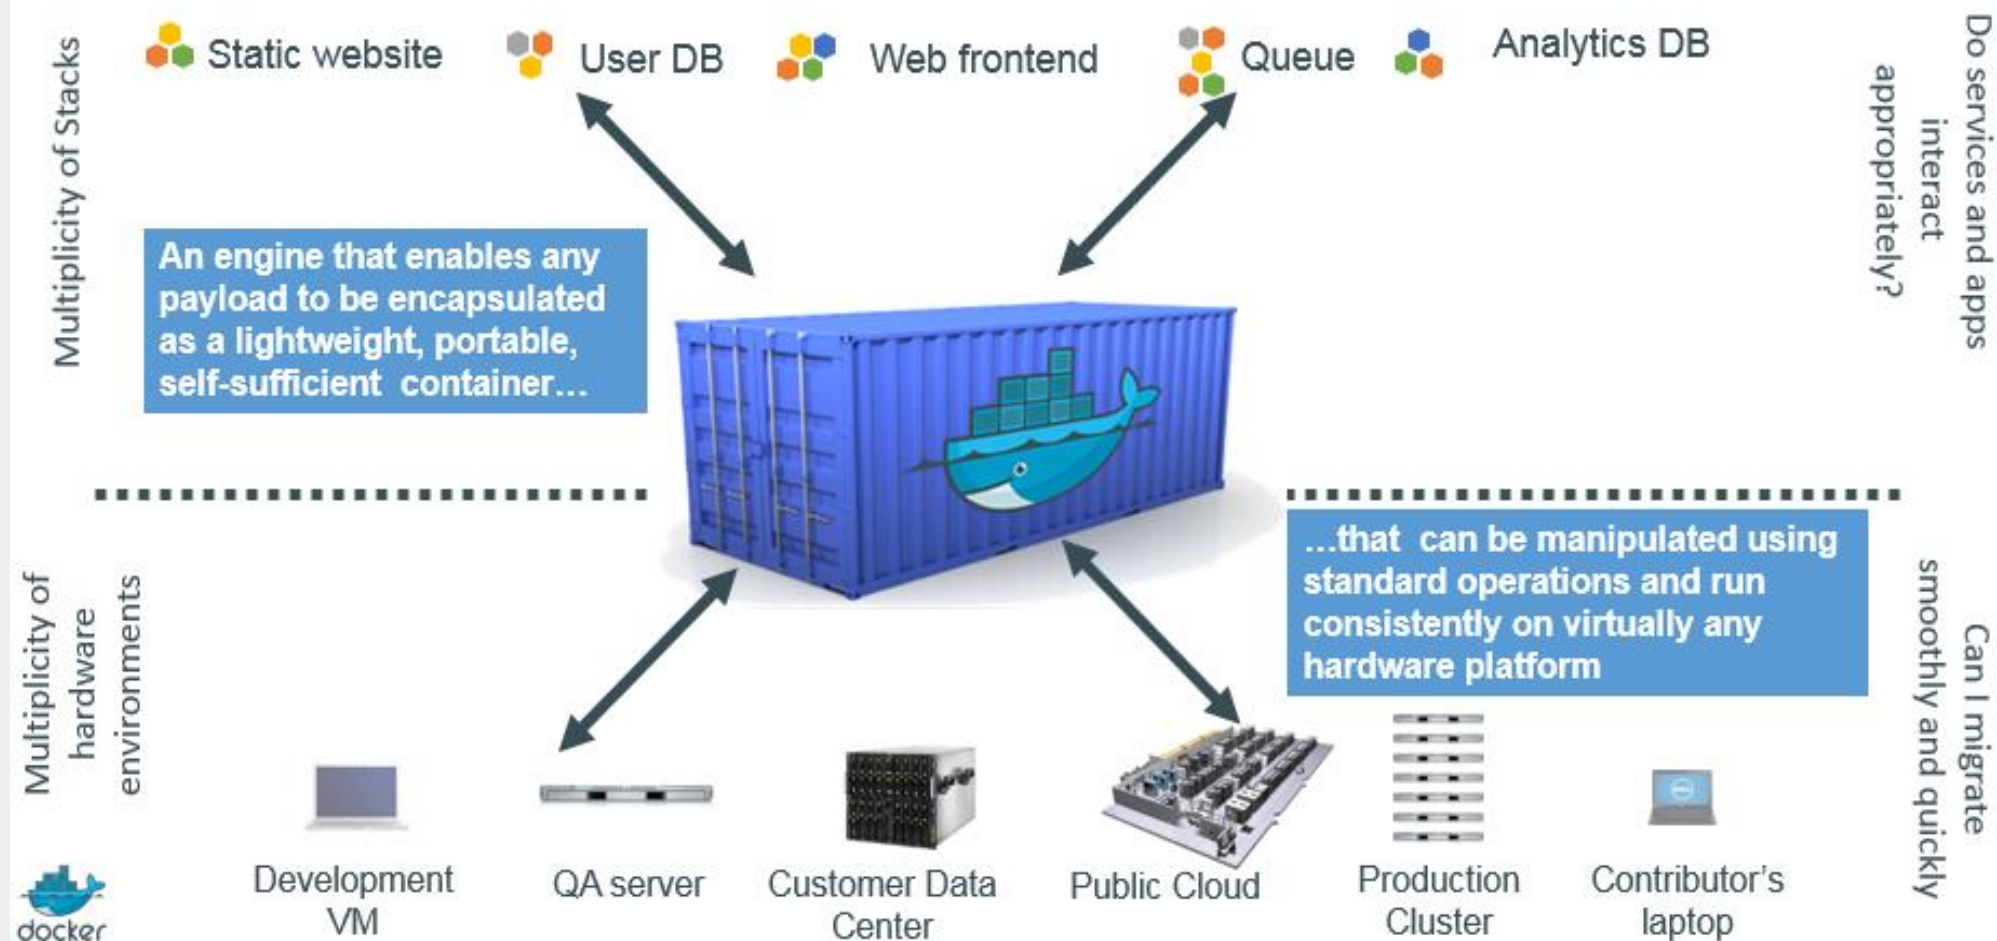 Static website
User DB
Web frontend
Queue
Analytics DB
Multiplicity of Stacks
Do services and apps
interact
appropriately?
An engine that enables any
payload to be encapsulated
as a lightweight, portable,
self-sufficient container...
...that can be manipulated using
standard operations and run
consistently on virtually any
hardware platform
Multiplicity of
hardware
environments
Can I migrate
smoothly and quickly
Development
VM
QA server
Customer Data
Center
Public Cloud
Production
Cluster
Contributor's
laptop
docker